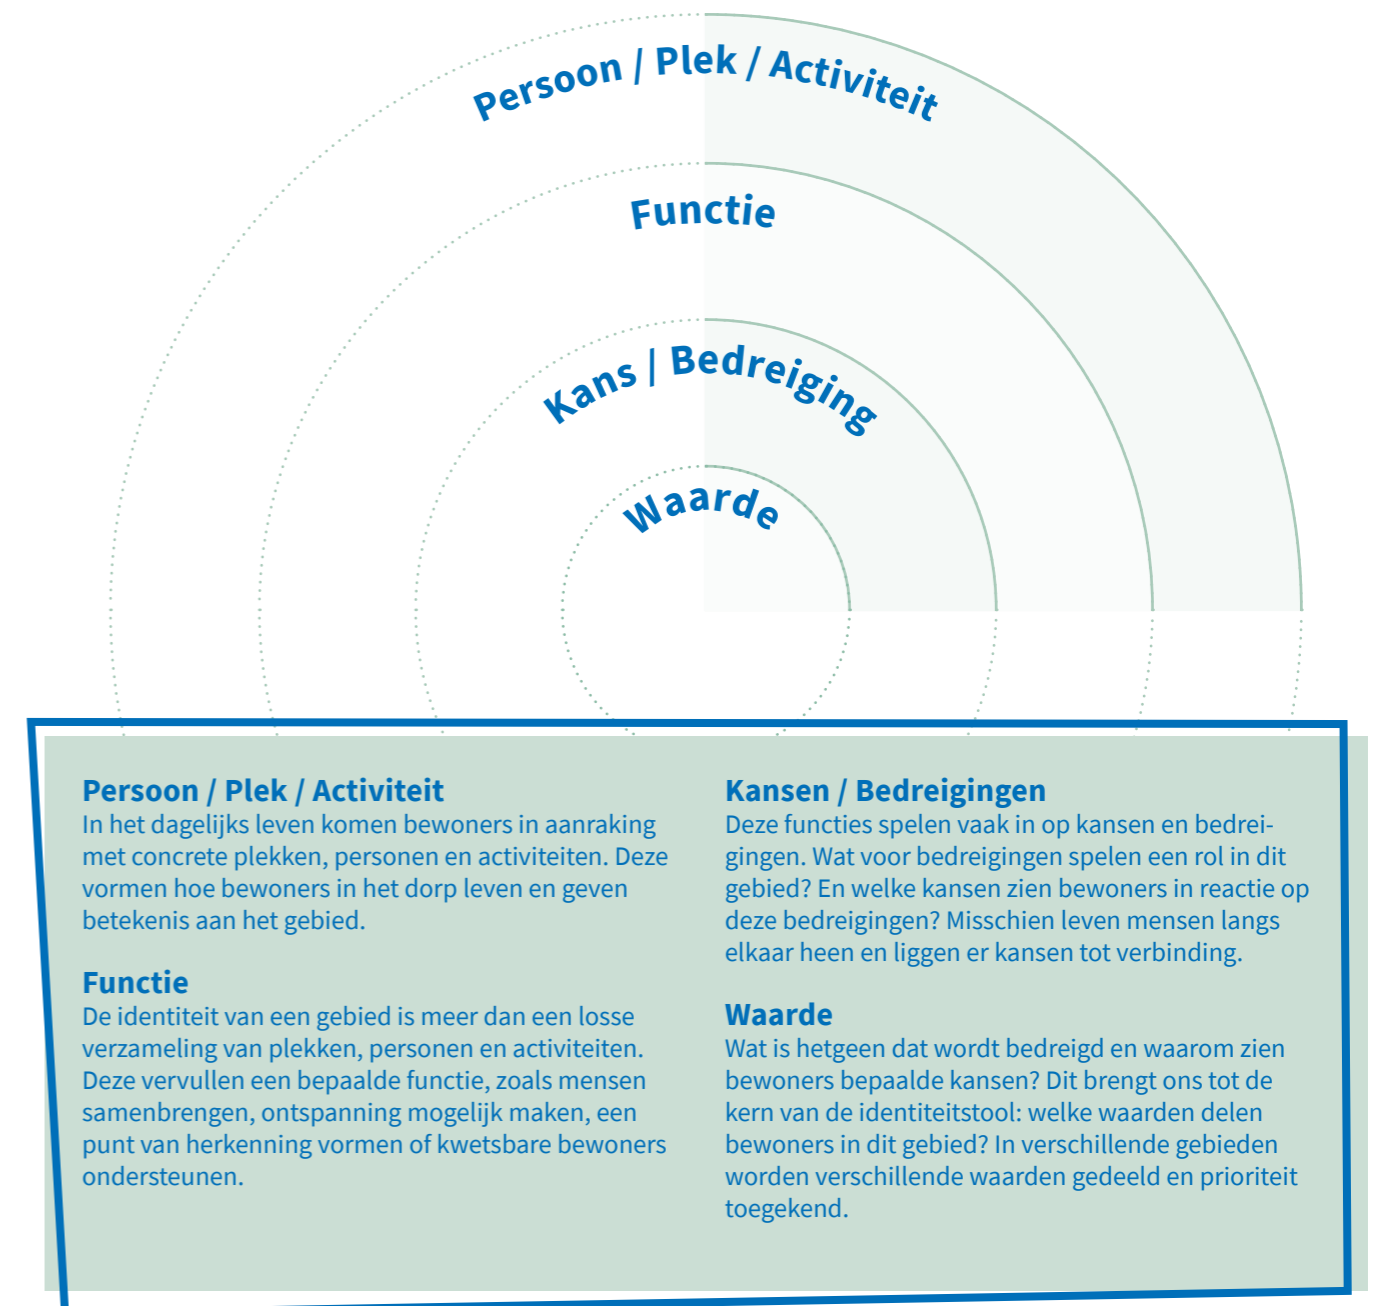 Persoon / Plek / Activiteit
Functie
Kans / Bedreiging
Waarde
Persoon / Plek / Activiteit
In het dagelijks leven komen bewoners in aanraking
met concrete plekken, personen en activiteiten. Deze
vormen hoe bewoners in het dorp leven en geven
betekenis aan het gebied.
Functie
De identiteit van een gebied is meer dan een losse
verzameling van plekken, personen en activiteiten.
Deze vervullen een bepaalde functie, zoals mensen
samenbrengen, ontspanning mogelijk maken, een
punt van herkenning vormen of kwetsbare bewoners
ondersteunen.
Kansen / Bedreigingen
Deze functies spelen vaak in op kansen en bedrei-
gingen. Wat voor bedreigingen spelen een rol in dit
gebied? En welke kansen zien bewoners in reactie op
deze bedreigingen? Misschien leven mensen langs
elkaar heen en liggen er kansen tot verbinding.
Waarde
Wat is hetgeen dat wordt bedreigd en waarom zien
bewoners bepaalde kansen? Dit brengt ons tot de
kern van de identiteitstool: welke waarden delen
bewoners in dit gebied? In verschillende gebieden
worden verschillende waarden gedeeld en prioriteit
toegekend.